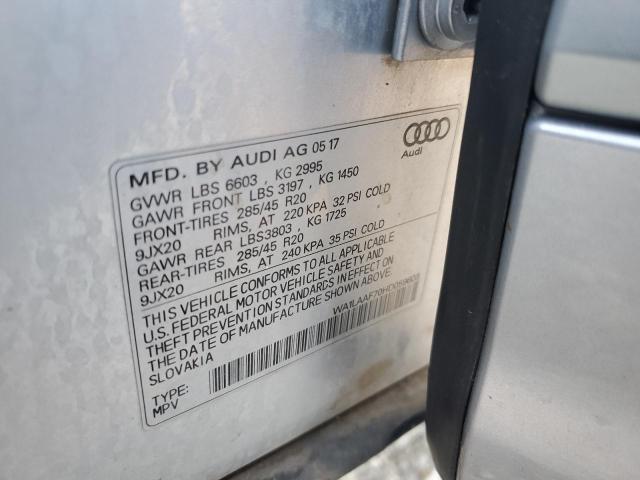 MFD. BY AUDI AG 05 17
Audi
GVWR LBS 6603 , KG 2995
GAWR FRONT LBS 3197 , KG 1450
FRONT-TIRES 285/45 R20
9JX20 RIMS, AT 220 KPA 32 PSI COLD
GAWR REAR LBS3803 , KG 1725
REAR-TIRES 285/45 R20
9JX20 RIMS, AT 240 KPA 35 PSI COLD
THIS VEHICLE CONFORMS TO ALL APPLICABLE
U.S. FEDERAL MOTOR VEHICLE SAFETY AND
THEFT PREVENTION STANDARDS IN EFFECT ON
THE DATE OF MANUFACTURE SHOWN ABOVE.
SLOVAKIA
WA1LAAF70HD059603
TYPE:
MPV